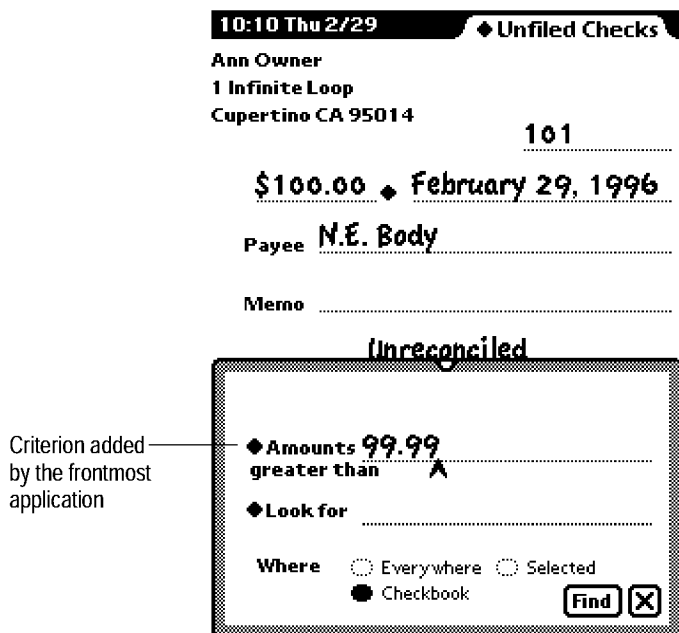 10:10 Thu 2/29 ◆Unfiled Checks
Ann Owner
1 Infinite Loop
Cupertino CA 95014
101
$100.00 ◆ February 29, 1996
Payee N.E. Body
Memo
Unreconciled
Criterion added
by the frontmost
application
◆Amounts 99.99
greater than
◆Look for
Where Everywhere Selected
Checkbook
Find X